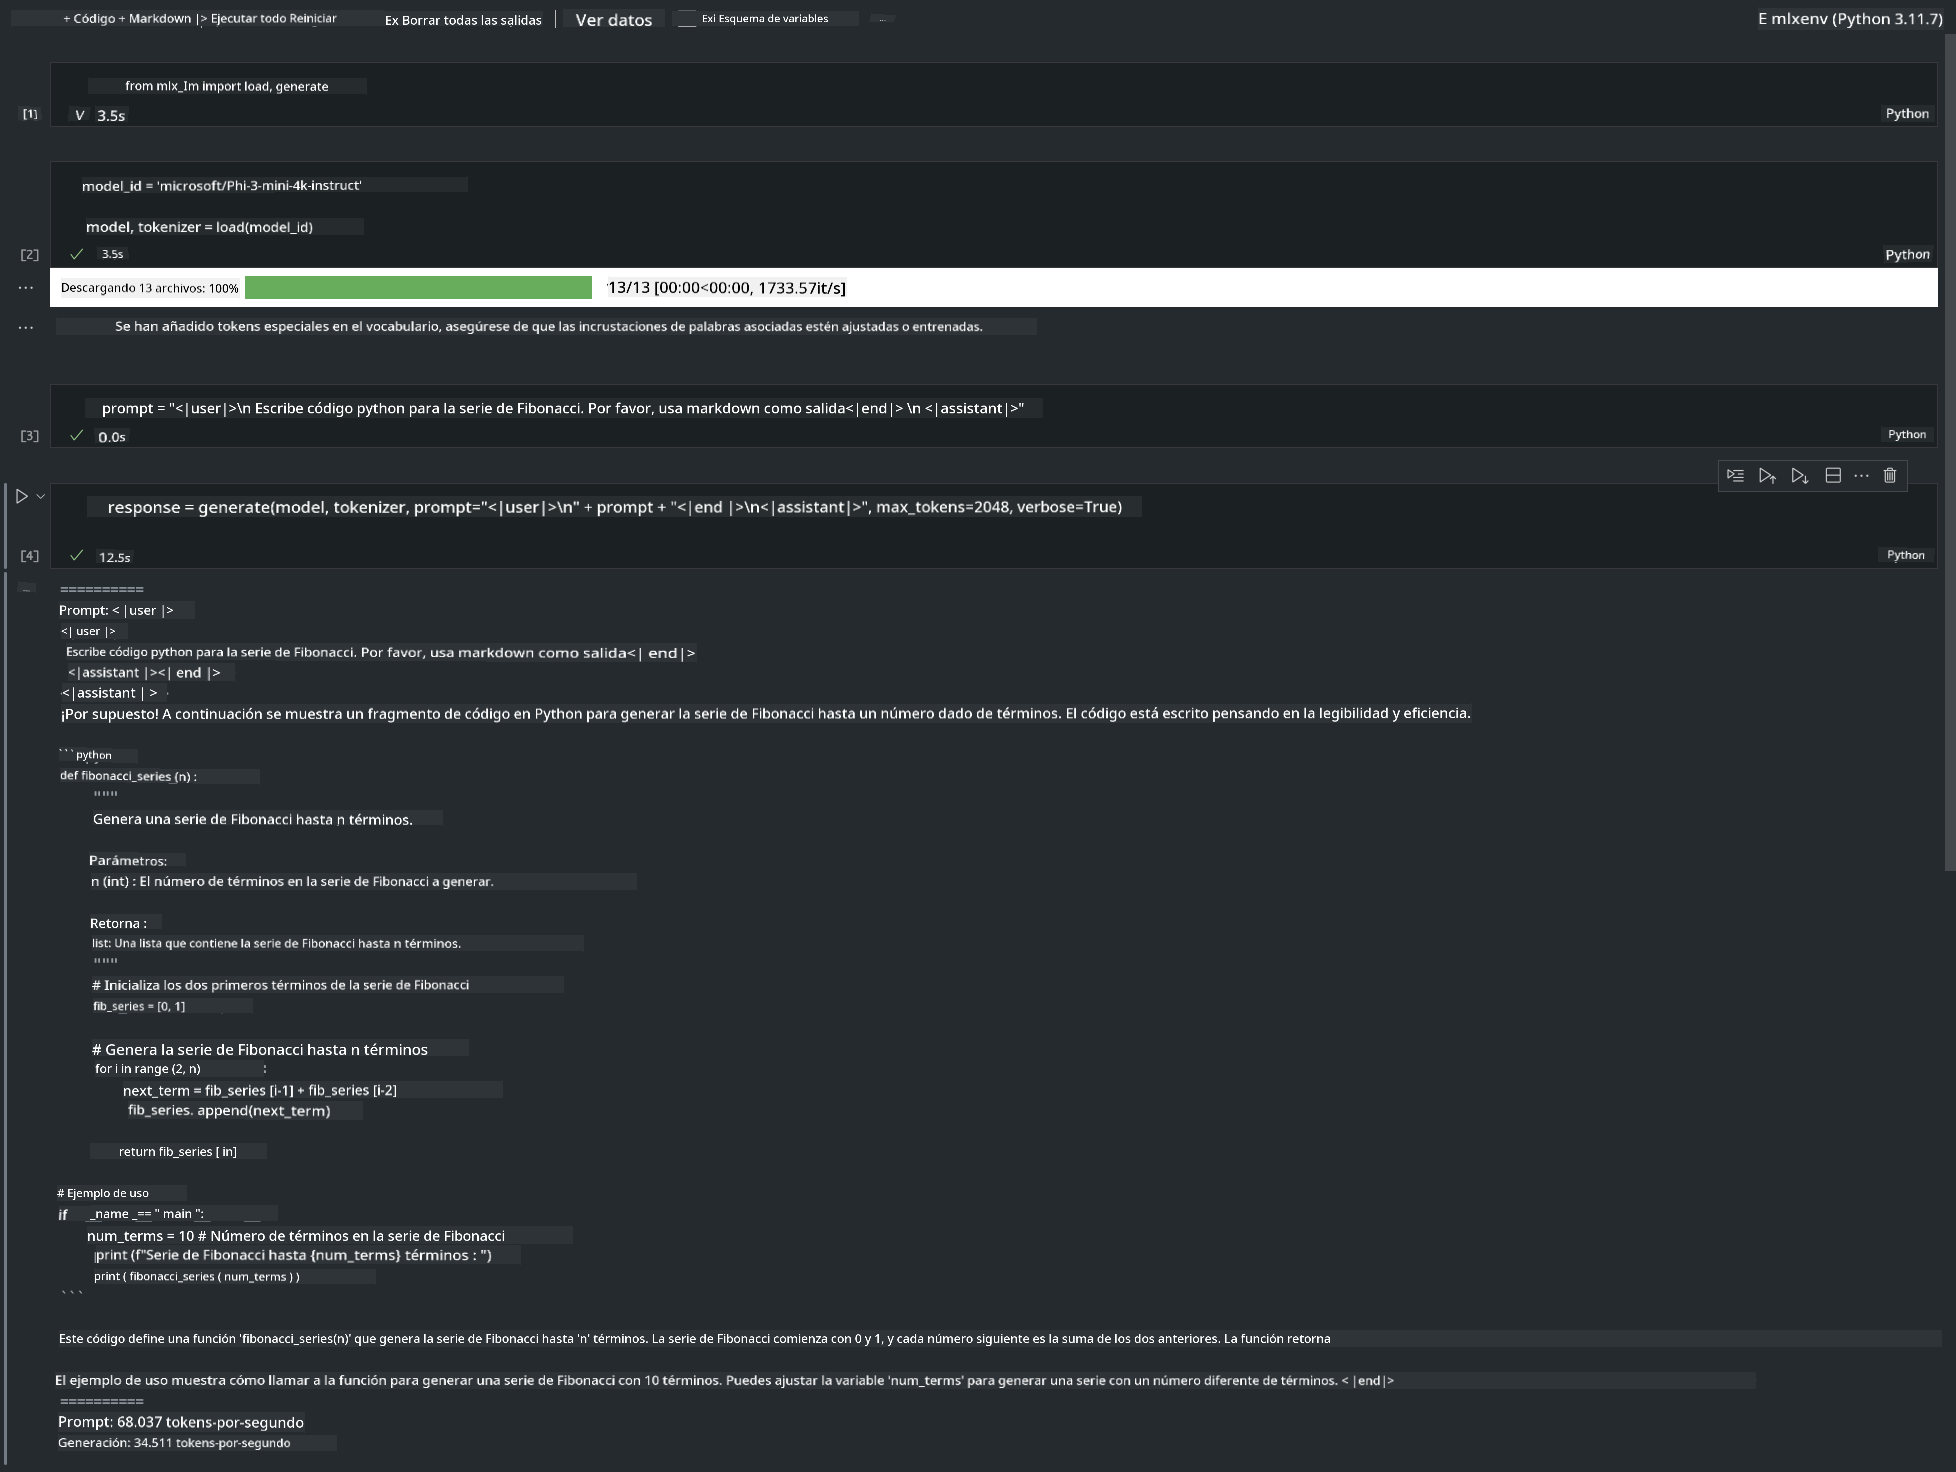 + Código + Markdown |> Ejecutar todo Reiniciar Ex Borrar todas las salidas | Ver datos Exi Esquema de variables ... E mlxenv (Python 3.11.7)
from mlx_Im import load, generate
[1] V 3.5s Python
model_id = 'microsoft/Phi-3-mini-4k-instruct'
model, tokenizer = load(model_id)
[2] ✓ 3.5s Python
... Descargando 13 archivos: 100% 13/13 [00:00<00:00, 1733.57it/s]
... Se han añadido tokens especiales en el vocabulario, asegúrese de que las incrustaciones de palabras asociadas estén ajustadas o entrenadas.
prompt = "<|user|>\n Escribe código python para la serie de Fibonacci. Por favor, usa markdown como salida<|end|> \n <|assistant|>"
[3] ✓ 0.0s Python
response = generate(model, tokenizer, prompt="<|user|>\n" + prompt + "<|end |>\n<|assistant|>", max_tokens=2048, verbose=True)
[4] ✓ 12.5s Python
... ==========
Prompt: < |user |>
<| user |>
Escribe código python para la serie de Fibonacci. Por favor, usa markdown como salida<| end|>
<|assistant |><| end |>
<|assistant | >
¡Por supuesto! A continuación se muestra un fragmento de código en Python para generar la serie de Fibonacci hasta un número dado de términos. El código está escrito pensando en la legibilidad y eficiencia.
```python
def fibonacci_series (n) :
"""
Genera una serie de Fibonacci hasta n términos.
Parámetros:
n (int) : El número de términos en la serie de Fibonacci a generar.
Retorna :
list: Una lista que contiene la serie de Fibonacci hasta n términos.
"""
# Inicializa los dos primeros términos de la serie de Fibonacci
fib_series = [0, 1]
# Genera la serie de Fibonacci hasta n términos
for i in range (2, n) :
next_term = fib_series [i-1] + fib_series [i-2]
fib_series. append(next_term)
return fib_series [ in]
# Ejemplo de uso
if _name _== " main ":
num_terms = 10 # Número de términos en la serie de Fibonacci
print (f"Serie de Fibonacci hasta {num_terms} términos : ")
print ( fibonacci_series ( num_terms ) )
```
Este código define una función 'fibonacci_series(n)' que genera la serie de Fibonacci hasta 'n' términos. La serie de Fibonacci comienza con 0 y 1, y cada número siguiente es la suma de los dos anteriores. La función retorna
El ejemplo de uso muestra cómo llamar a la función para generar una serie de Fibonacci con 10 términos. Puedes ajustar la variable 'num_terms' para generar una serie con un número diferente de términos. < |end|>
==========
Prompt: 68.037 tokens-por-segundo
Generación: 34.511 tokens-por-segundo